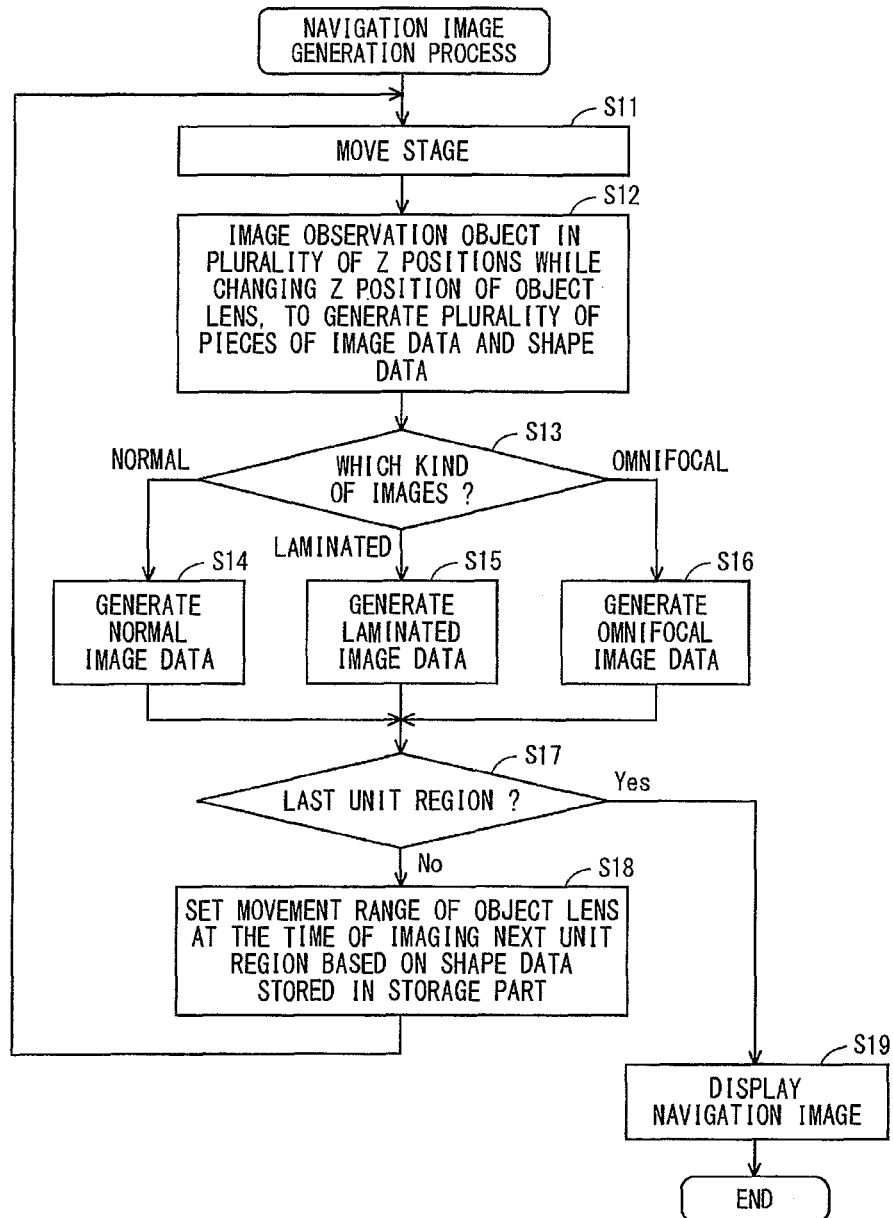 NAVIGATION IMAGE
GENERATION PROCESS
S11
MOVE STAGE
S12
IMAGE OBSERVATION OBJECT IN
PLURALITY OF Z POSITIONS WHILE
CHANGING Z POSITION OF OBJECT
LENS, TO GENERATE PLURALITY OF
PIECES OF IMAGE DATA AND SHAPE
DATA
S13
NORMAL
WHICH KIND
OF IMAGES ?
OMNIFOCAL
LAMINATED
S14
GENERATE
NORMAL
IMAGE DATA
S15
GENERATE
LAMINATED
IMAGE DATA
S16
GENERATE
OMNIFOCAL
IMAGE DATA
S17
LAST UNIT REGION ?
Yes
No
S18
SET MOVEMENT RANGE OF OBJECT LENS
AT THE TIME OF IMAGING NEXT UNIT
REGION BASED ON SHAPE DATA
STORED IN STORAGE PART
S19
DISPLAY
NAVIGATION IMAGE
END